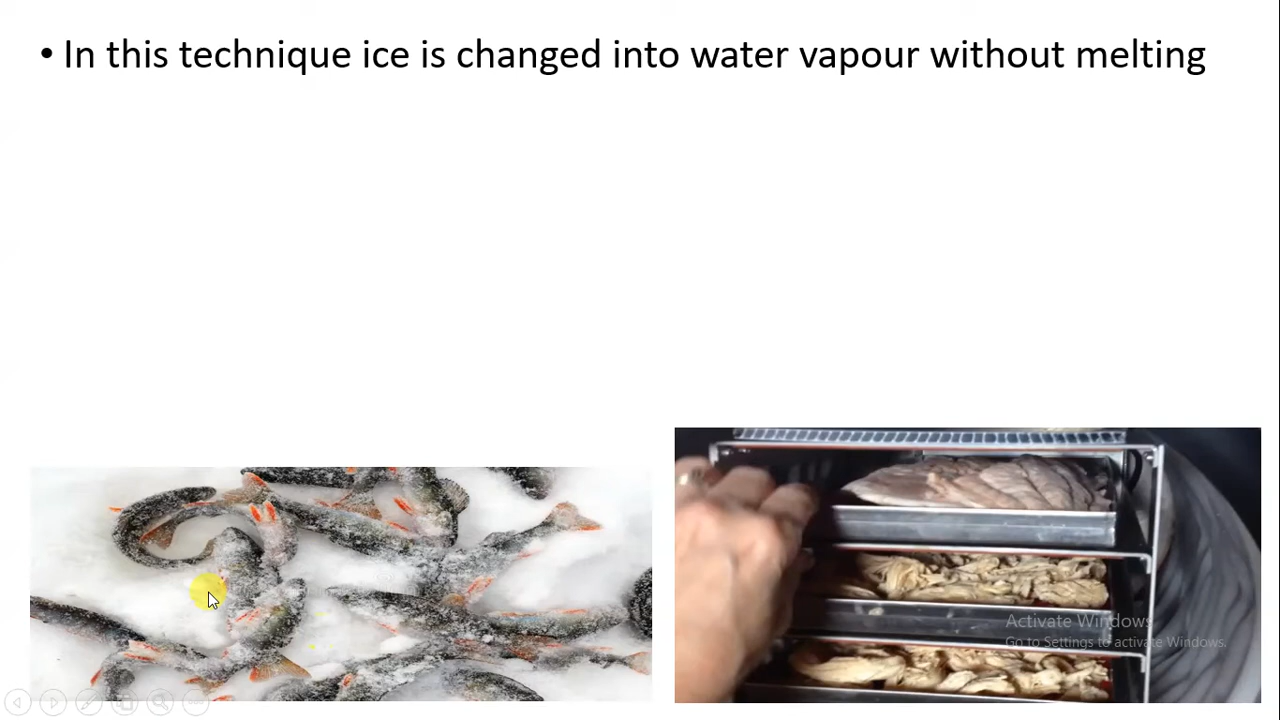 • In this technique ice is changed into water vapour without melting
Activate Windows
Go to Settings to activate Windows.